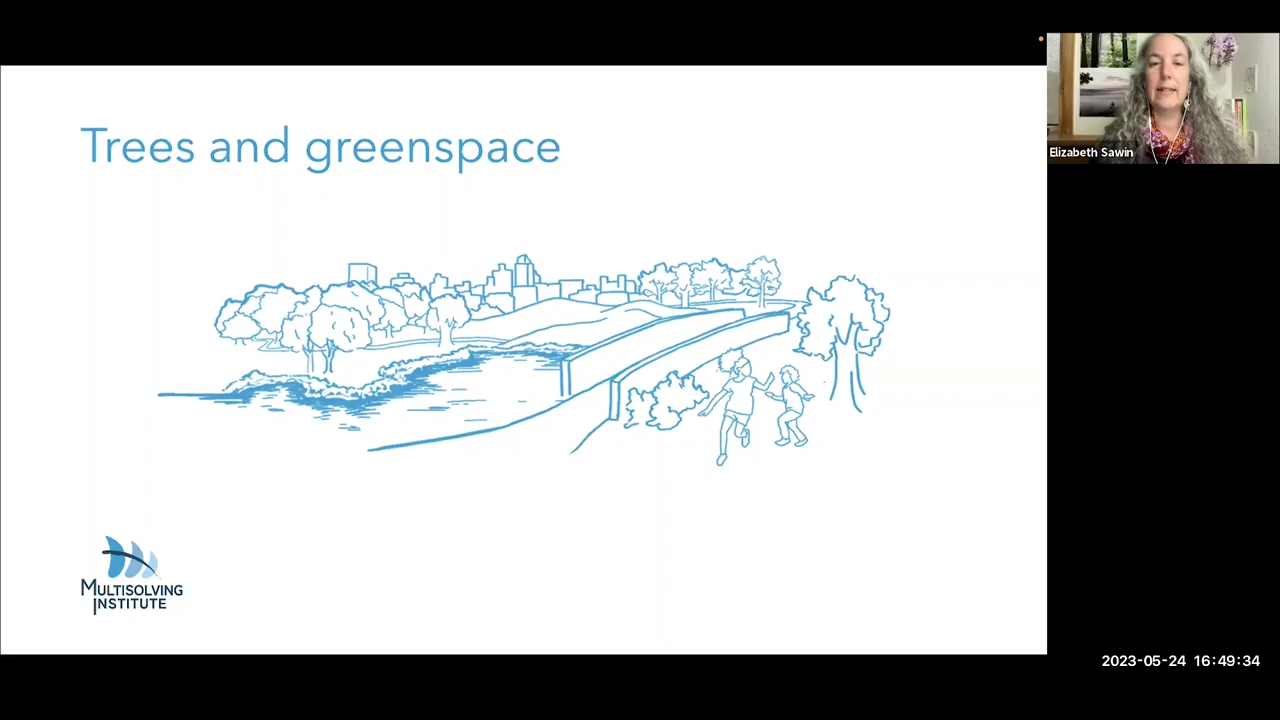 Trees and greenspace
Elizabeth Sawin
MULTISOLVING
INSTITUTE
2023-05-24 16:49:34